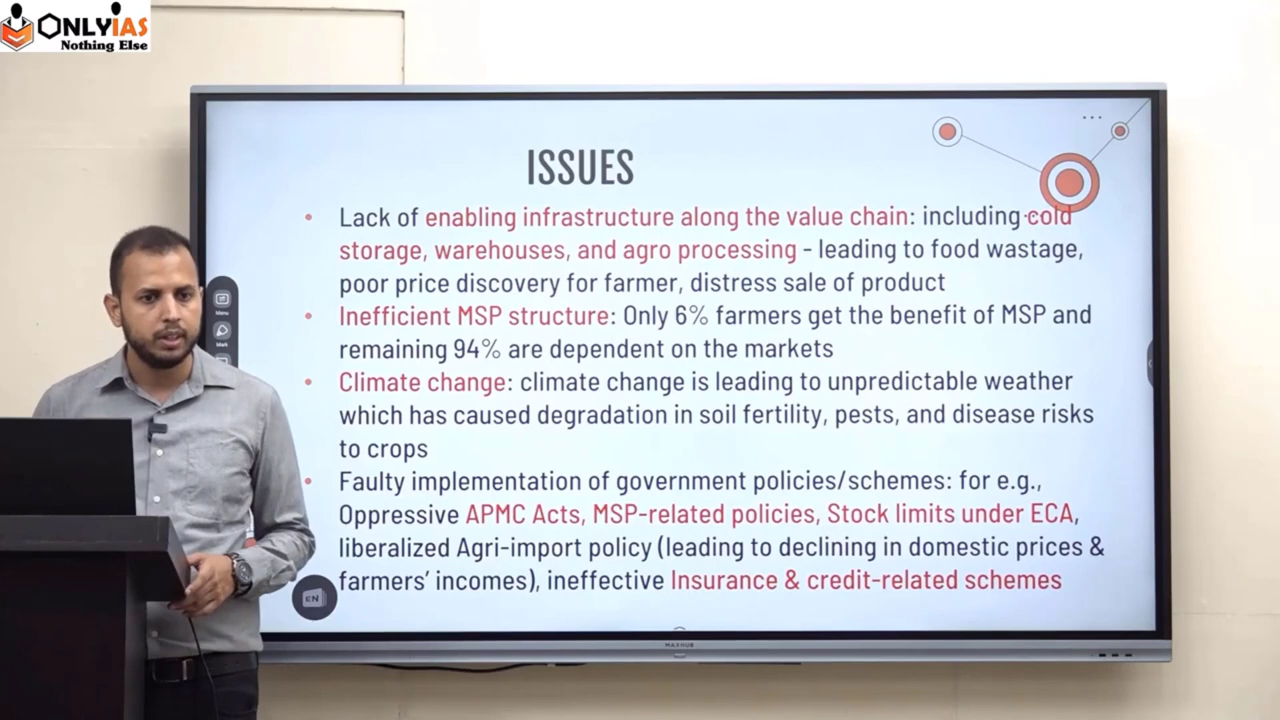 ONLYIAS
Nothing Else
ISSUES
• Lack of enabling infrastructure along the value chain: including cold
storage, warehouses, and agro processing - leading to food wastage,
poor price discovery for farmer, distress sale of product
• Inefficient MSP structure: Only 6% farmers get the benefit of MSP and
remaining 94% are dependent on the markets
• Climate change: climate change is leading to unpredictable weather
which has caused degradation in soil fertility, pests, and disease risks
to crops
• Faulty implementation of government policies/schemes: for e.g.,
Oppressive APMC Acts, MSP-related policies, Stock limits under ECA,
liberalized Agri-import policy (leading to declining in domestic prices &
farmers’ incomes), ineffective Insurance & credit-related schemes
Menu
Mark
EN
MAXHUB